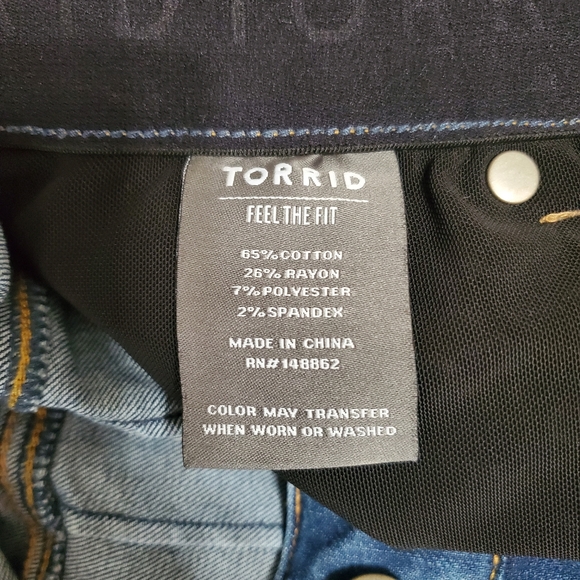 TORRID
FEEL THE FIT
65% COTTON
26% RAYON
7% POLYESTER
2% SPANDEX
MADE IN CHINA
RN# 148862
COLOR MAY TRANSFER
WHEN WORN OR WASHED